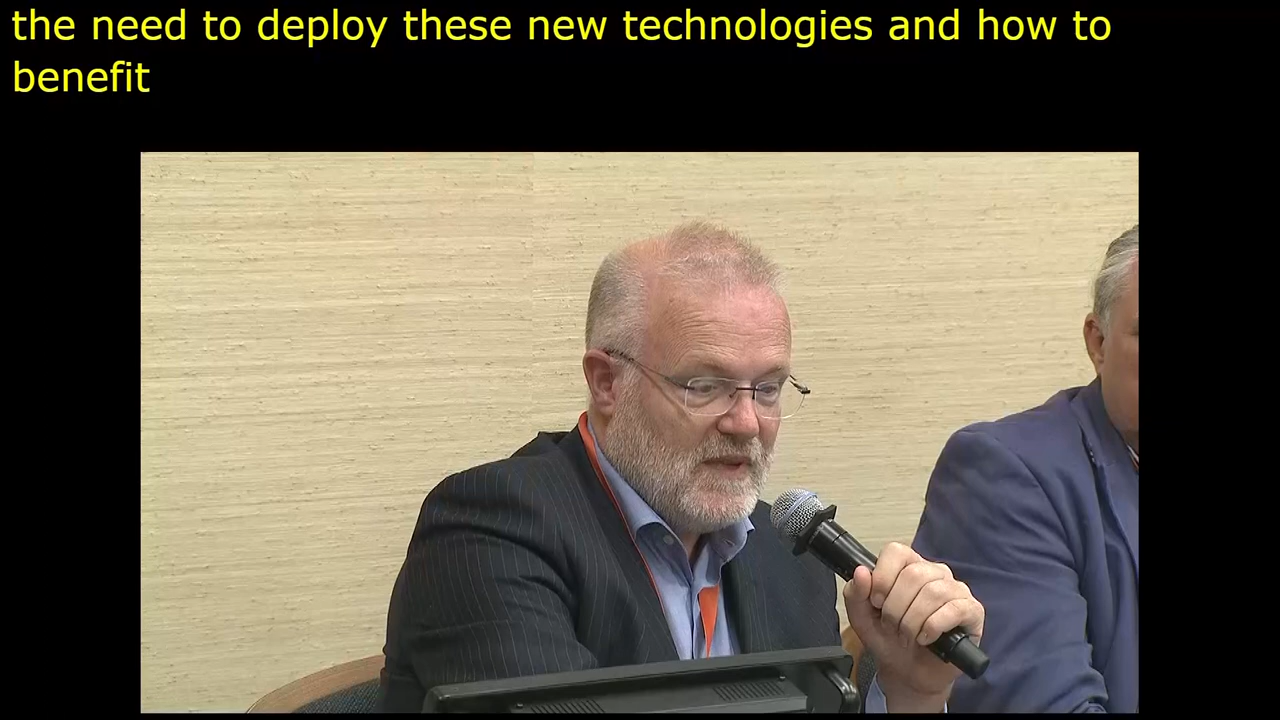 the need to deploy these new technologies and how to
benefit